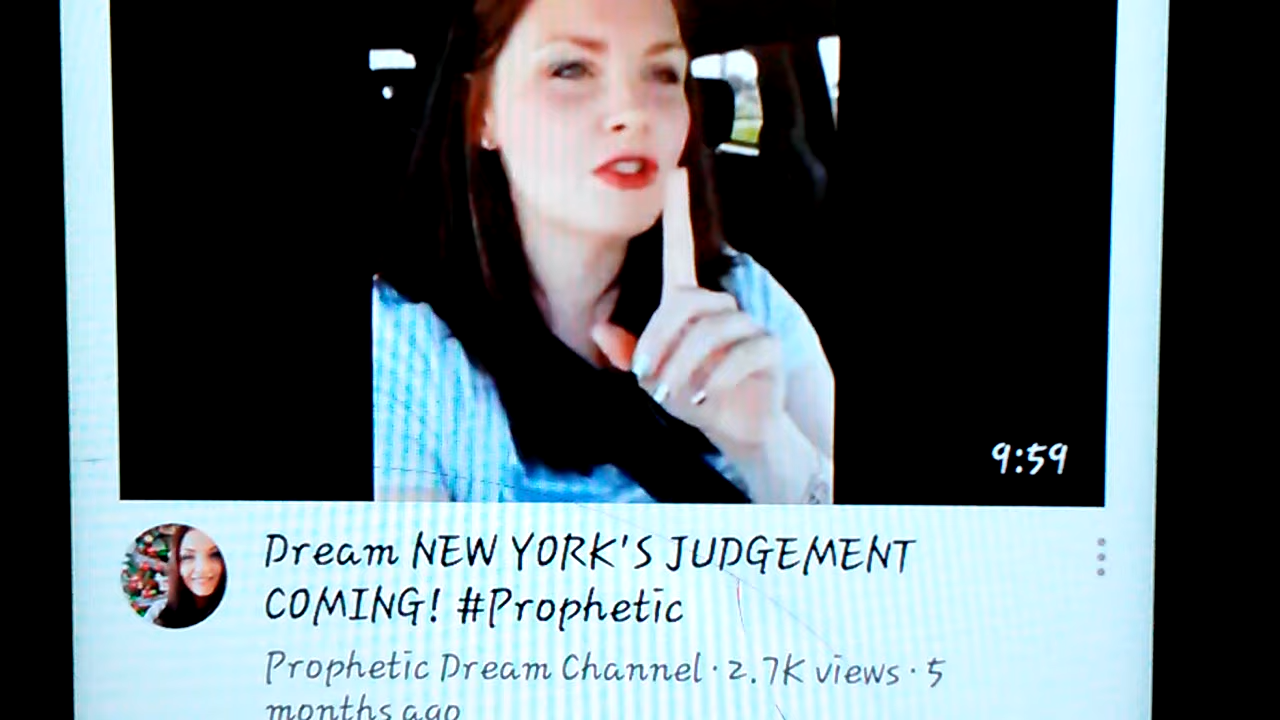 9:59
Dream NEW YORK'S JUDGEMENT
COMING! #Prophetic
Prophetic Dream Channel · 2.7K views · 5
months ago